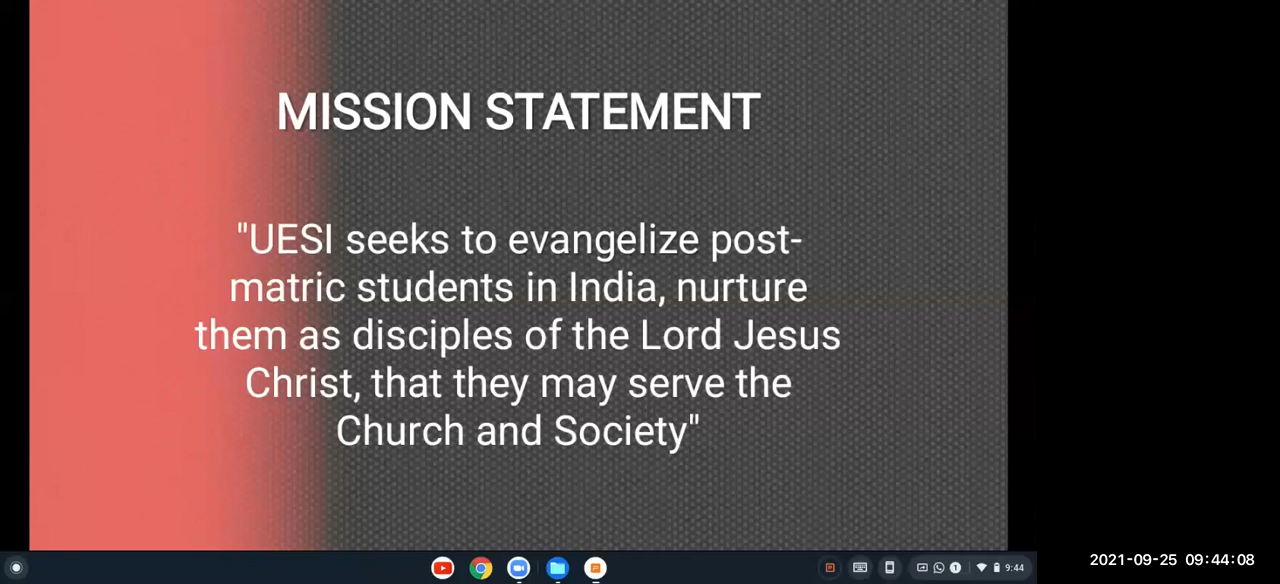 MISSION STATEMENT
"UESI seeks to evangelize post-
matric students in India, nurture
them as disciples of the Lord Jesus
Christ, that they may serve the
Church and Society"
9:44
2021-09-25 09:44:08